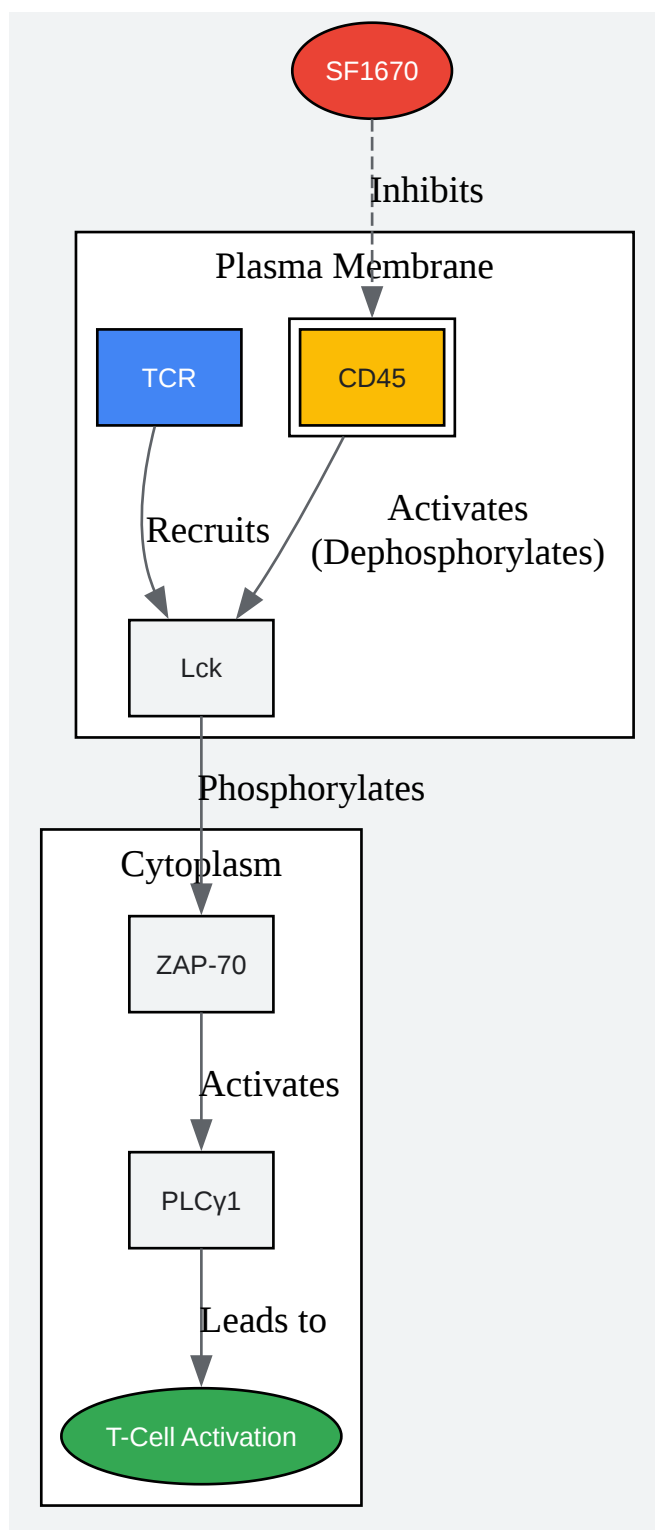 SF1670
Inhibits
Plasma Membrane
TCR
CD45
Recruits
Activates
(Dephosphorylates)
Lck
Phosphorylates
Cytoplasm
ZAP-70
Activates
PLCγ1
Leads to
T-Cell Activation